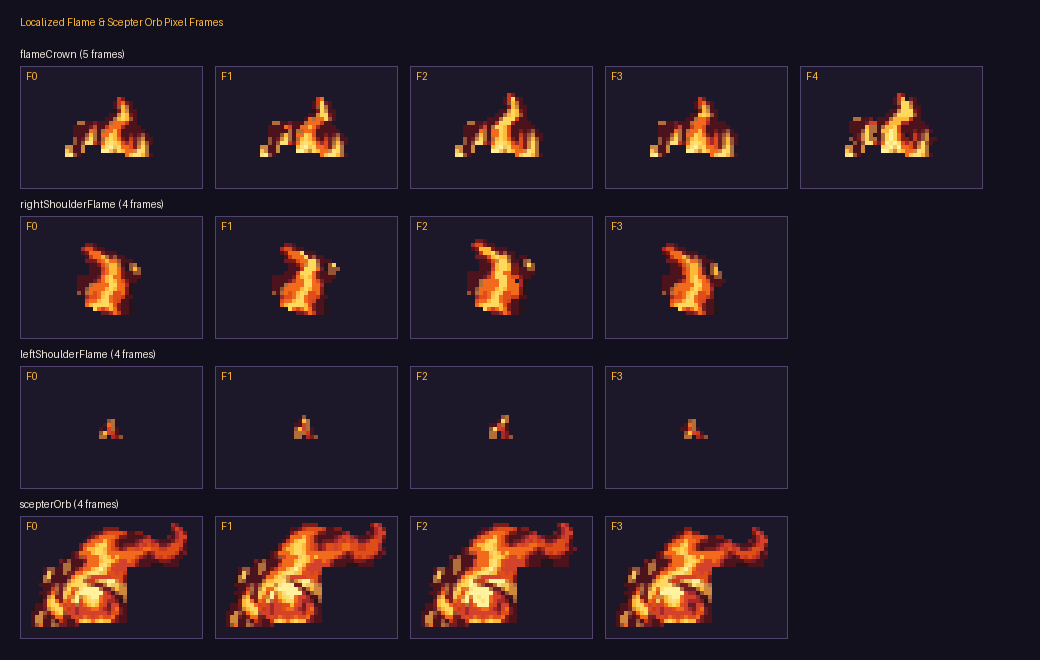 Localized Flame & Scepter Orb Pixel Frames
flameCrown (5 frames)
F0 F1 F2 F3 F4
rightShoulderFlame (4 frames)
F0 F1 F2 F3
leftShoulderFlame (4 frames)
F0 F1 F2 F3
scepterOrb (4 frames)
F0 F1 F2 F3